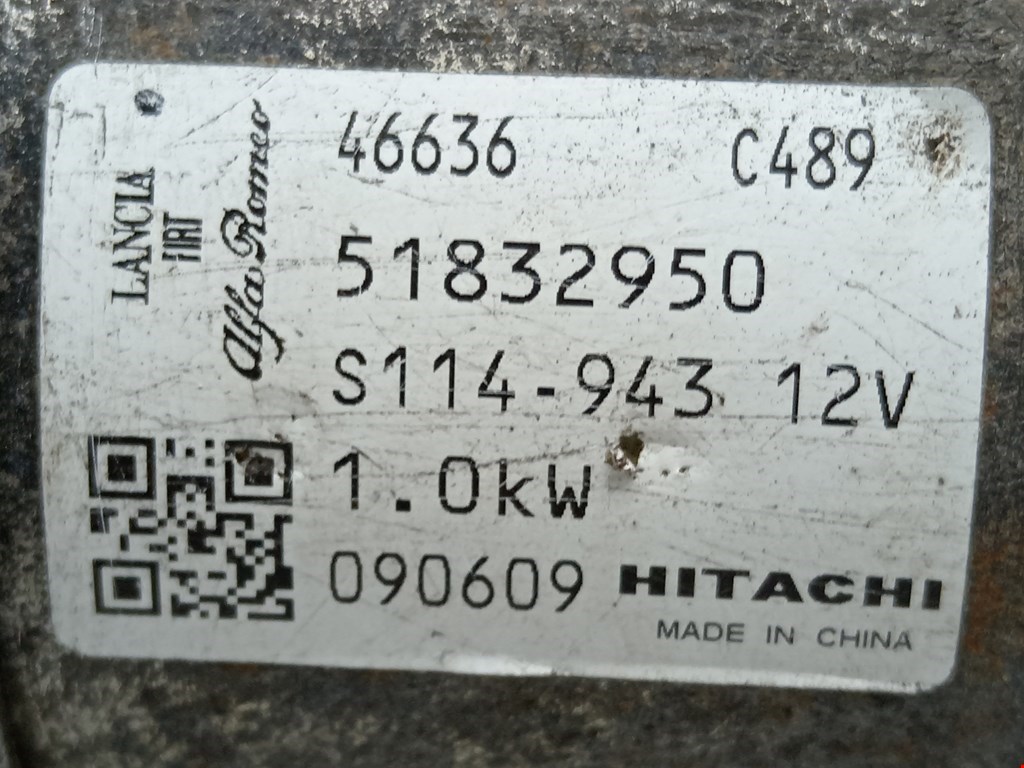 LANCIA
FIAT
Alfa Romeo
46636 C489
51832950
S114-943 12V
1.0kW
090609 HITACHI
MADE IN CHINA